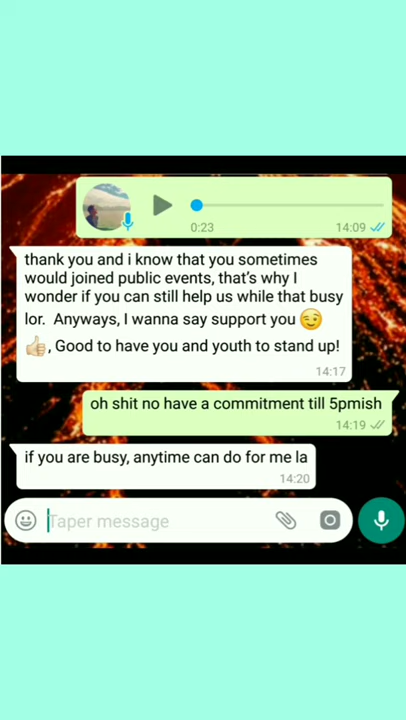 0:23
14:09
thank you and i know that you sometimes
would joined public events, that's why I
wonder if you can still help us while that busy
lor. Anyways, I wanna say support you 😉
👍🏻, Good to have you and youth to stand up!
14:17
oh shit no have a commitment till 5pmish
14:19
if you are busy, anytime can do for me la
14:20
Taper message